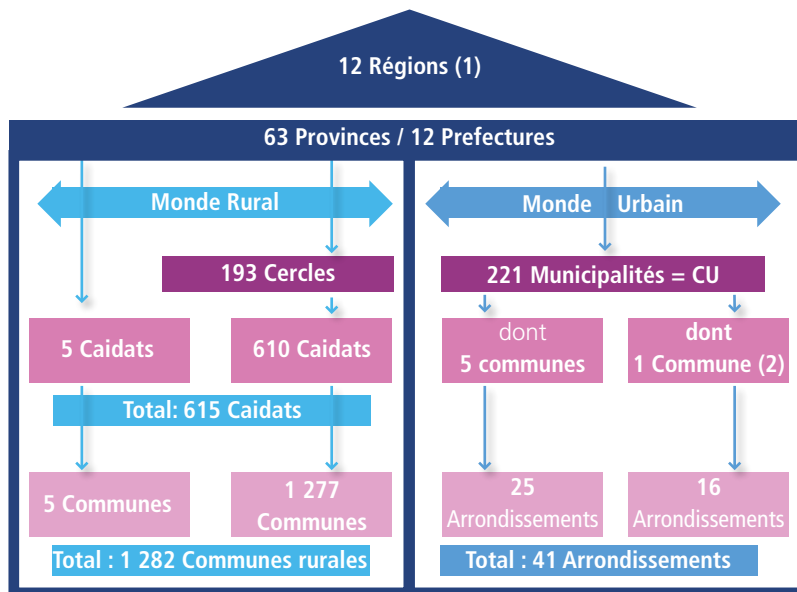 12 Régions (1)
63 Provinces / 12 Prefectures
Monde Rural
Monde Urbain
193 Cercles
221 Municipalités = CU
5 Caidats
610 Caidats
dont
5 communes
dont
1 Commune (2)
Total: 615 Caidats
5 Communes
1 277
Communes
25
Arrondissements
16
Arrondissements
Total : 1 282 Communes rurales
Total : 41 Arrondissements